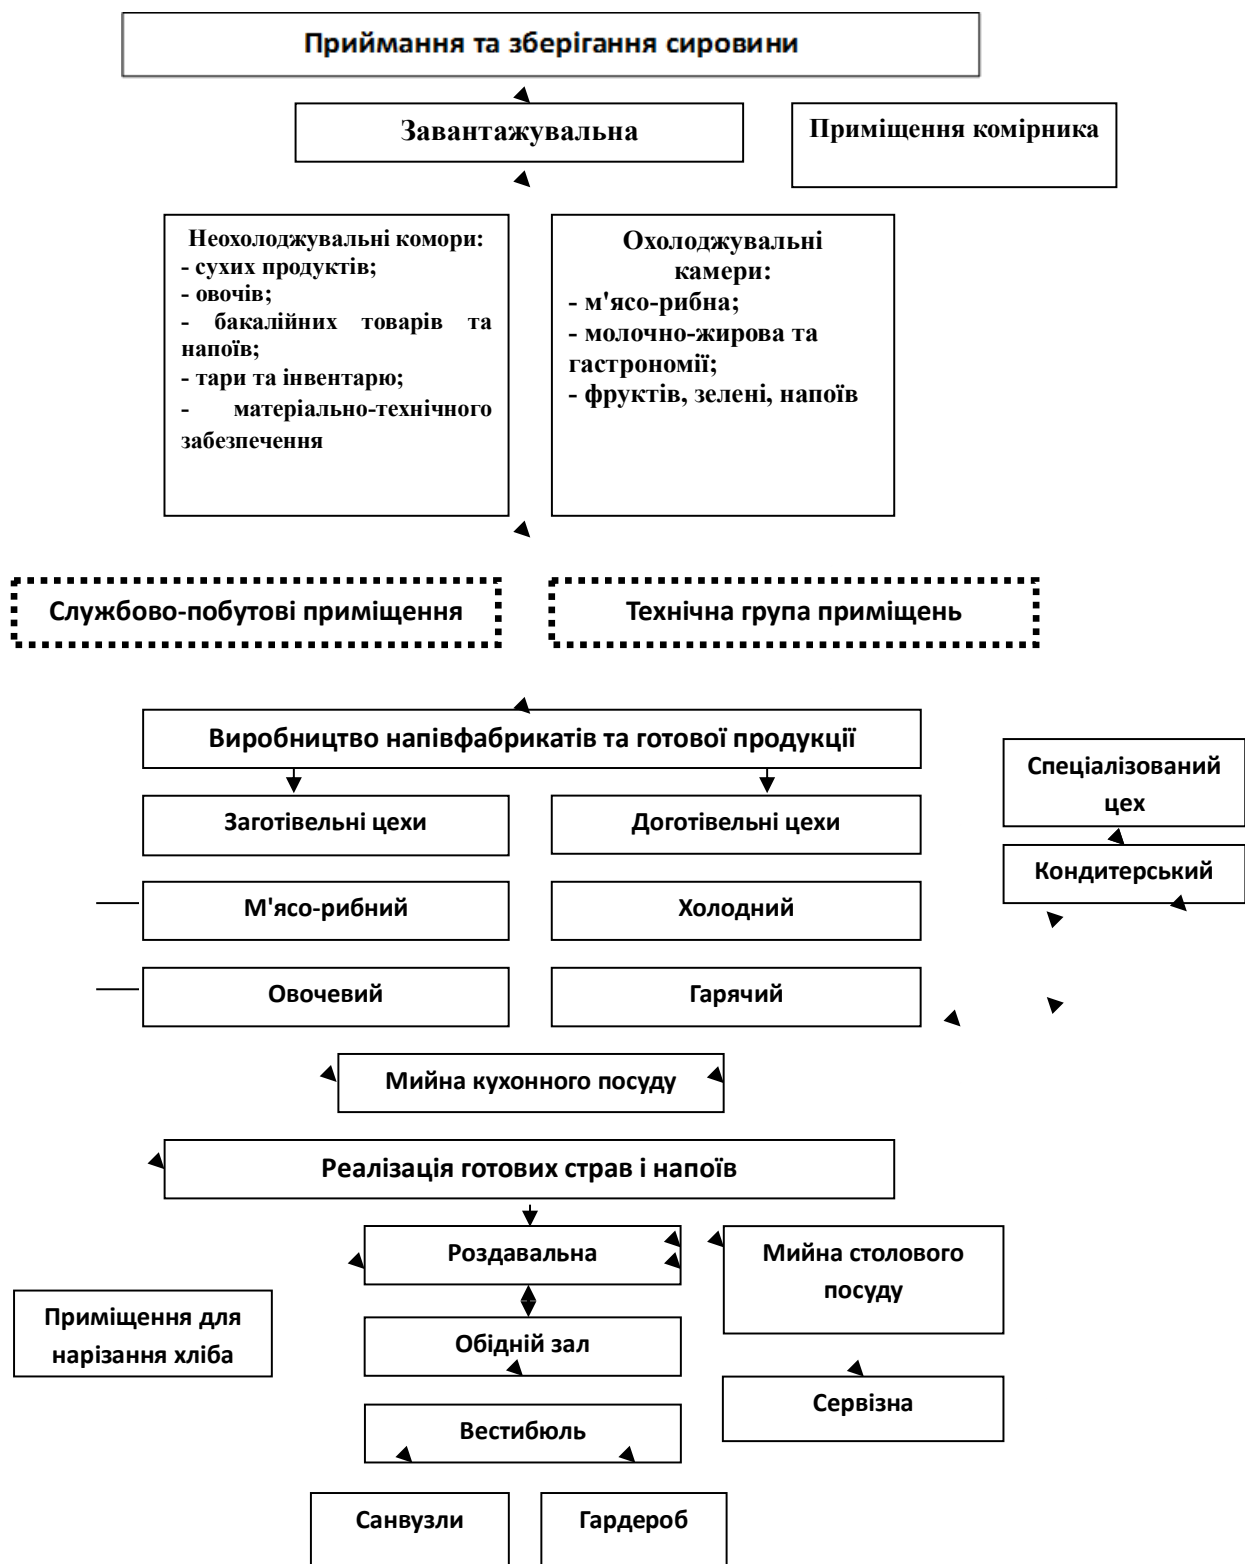 Приймання та зберігання сировини
Завантажувальна
Приміщення комірника
Неохолоджувальні комори:
- сухих продуктів;
- овочів;
- бакалійних товарів та
напоїв;
- тари та інвентарю;
- матеріально-технічного
забезпечення
Охолоджувальні
камери:
- м'ясо-рибна;
- молочно-жирова та
гастрономії;
- фруктів, зелені, напоїв
Службово-побутові приміщення
Технічна група приміщень
Виробництво напівфабрикатів та готової продукції
Спеціалізований
цех
Заготівельні цехи
Доготівельні цехи
Кондитерський
М'ясо-рибний
Холодний
Овочевий
Гарячий
Мийна кухонного посуду
Реалізація готових страв і напоїв
Роздавальна
Мийна столового
посуду
Приміщення для
нарізання хліба
Обідній зал
Сервізна
Вестибюль
Санвузли
Гардероб